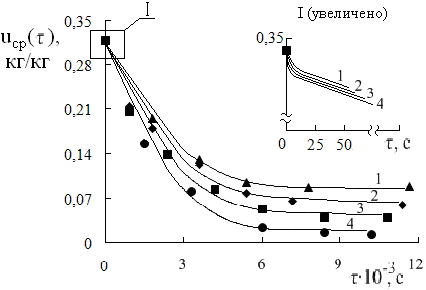 I
I (увеличено)
u_ср(τ̄),
кг/кг
0,35
0,28
0,21
0,14
0,07
0
0 3 6 9 12
τ̄·10⁻³, с
1
2
3
4
0,35
0 25 50
τ̄, с
1
2
3
4